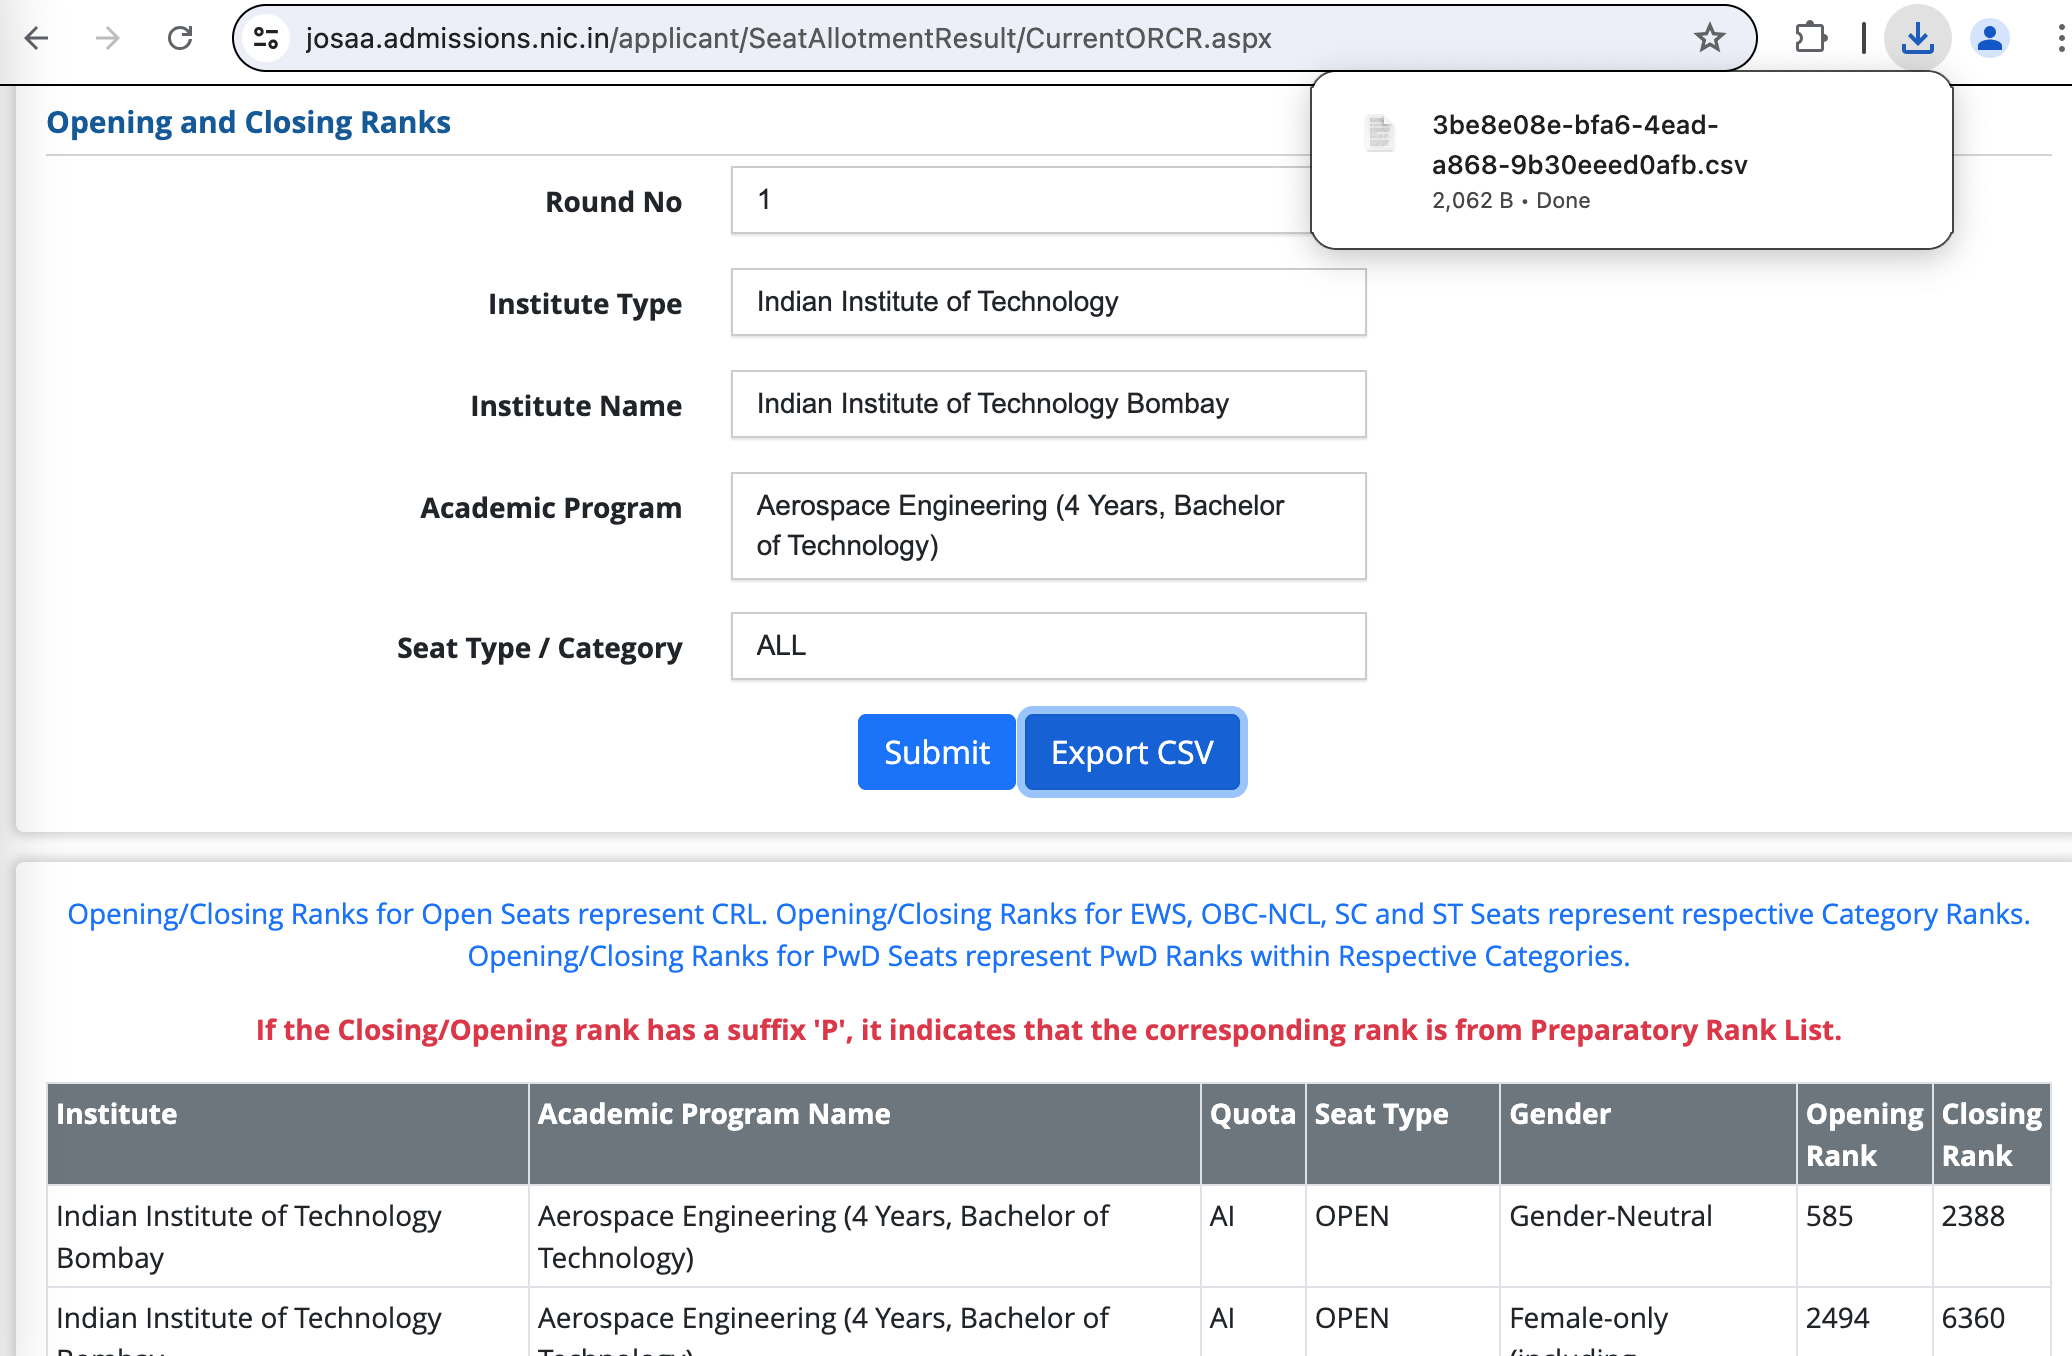 josaa.admissions.nic.in/applicant/SeatAllotmentResult/CurrentORCR.aspx
3be8e08e-bfa6-4ead-
a868-9b30eeed0afb.csv
2,062 B • Done
Opening and Closing Ranks
Round No 1
Institute Type Indian Institute of Technology
Institute Name Indian Institute of Technology Bombay
Academic Program Aerospace Engineering (4 Years, Bachelor
of Technology)
Seat Type / Category ALL
Submit Export CSV
Opening/Closing Ranks for Open Seats represent CRL. Opening/Closing Ranks for EWS, OBC-NCL, SC and ST Seats represent respective Category Ranks.
Opening/Closing Ranks for PwD Seats represent PwD Ranks within Respective Categories.
If the Closing/Opening rank has a suffix 'P', it indicates that the corresponding rank is from Preparatory Rank List.
Institute Academic Program Name Quota Seat Type Gender Opening Closing
Rank Rank
Indian Institute of Technology Aerospace Engineering (4 Years, Bachelor of AI OPEN Gender-Neutral 585 2388
Bombay Technology)
Indian Institute of Technology Aerospace Engineering (4 Years, Bachelor of AI OPEN Female-only 2494 6360